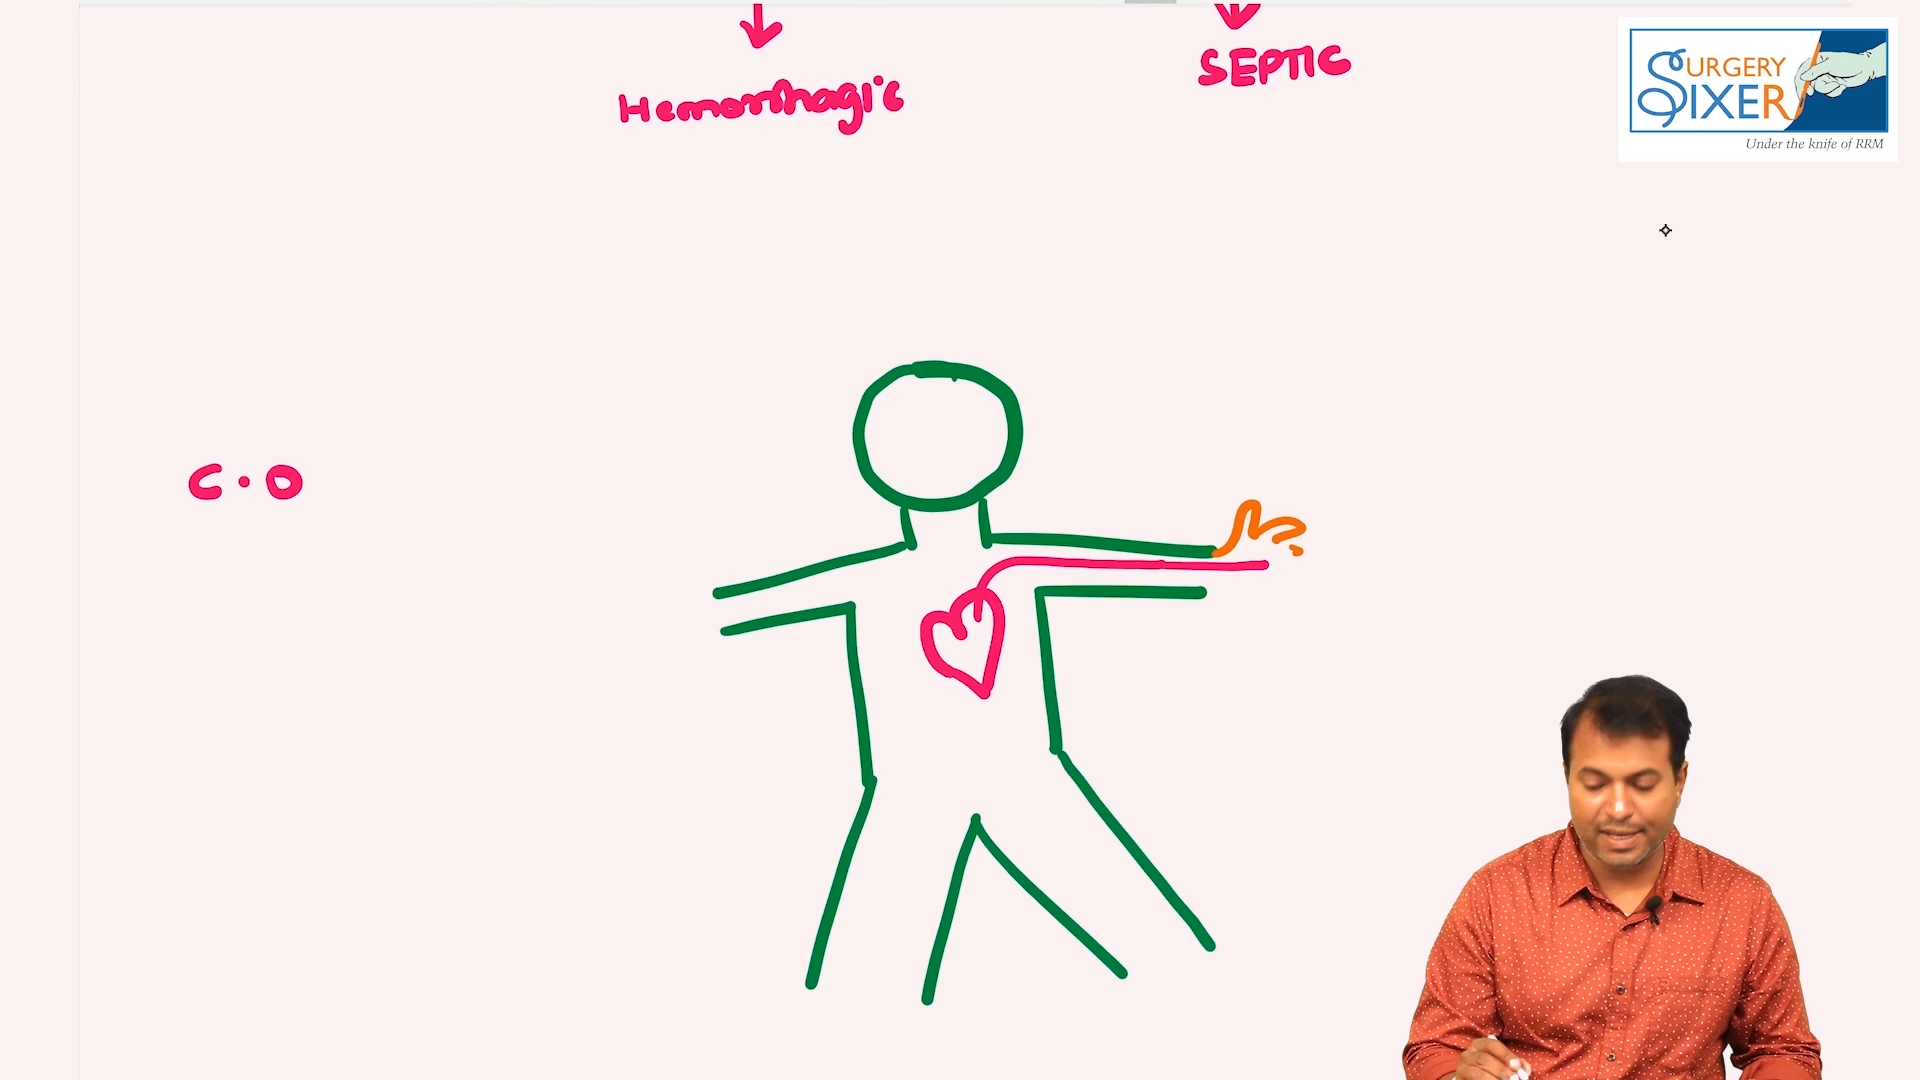 Hemorrhagic
SEPTIC
SURGERY
SIXER
Under the knife of RRM
C.O